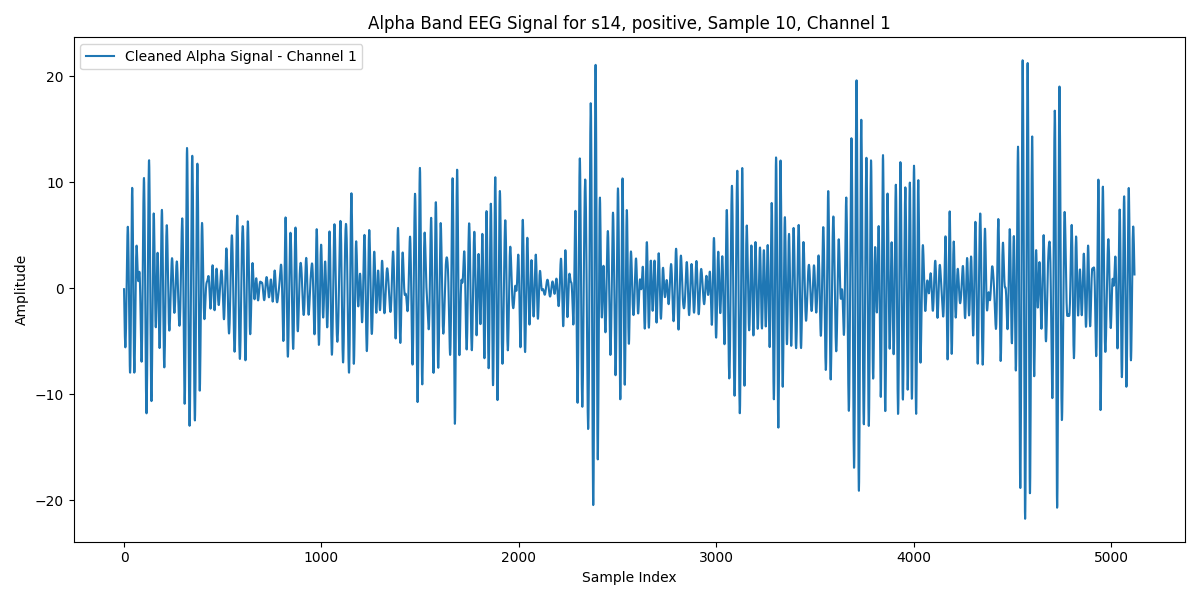 Alpha Band EEG Signal for s14, positive, Sample 10, Channel 1
Cleaned Alpha Signal - Channel 1
20
10
0
−10
−20
Amplitude
0 1000 2000 3000 4000 5000
Sample Index